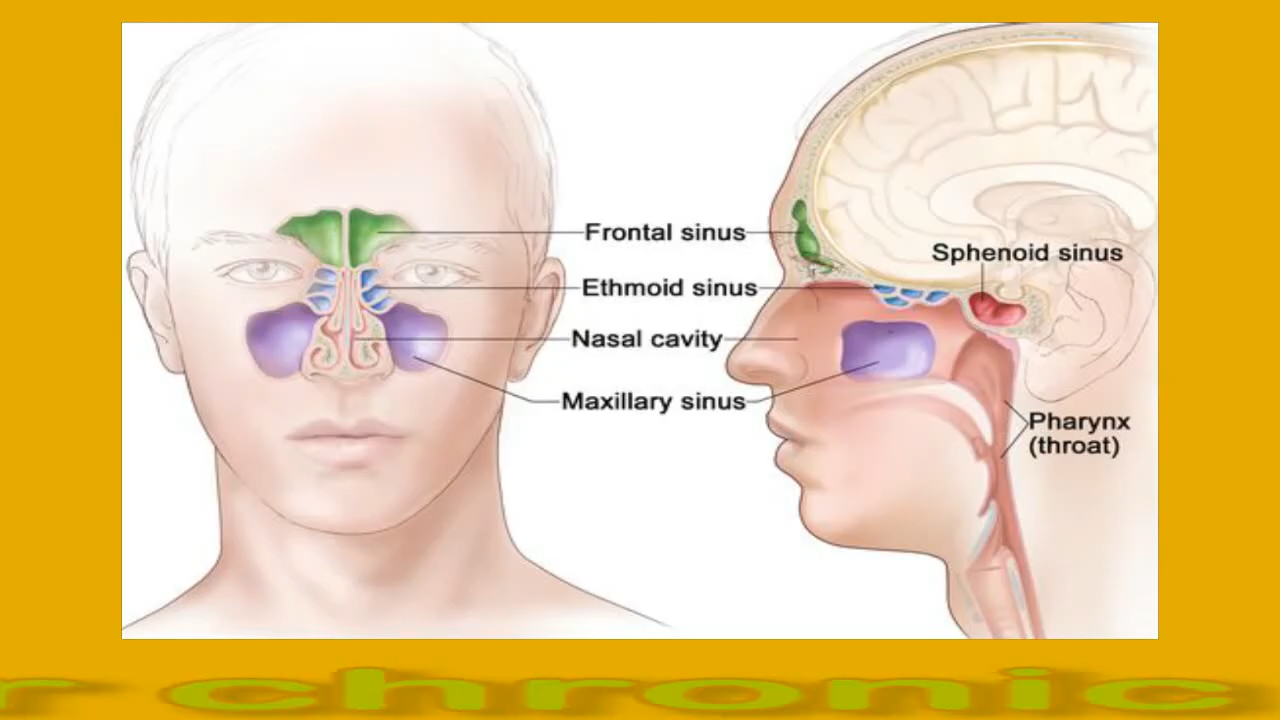 Frontal sinus
Sphenoid sinus
Ethmoid sinus
Nasal cavity
Maxillary sinus
Pharynx
(throat)
r chronic